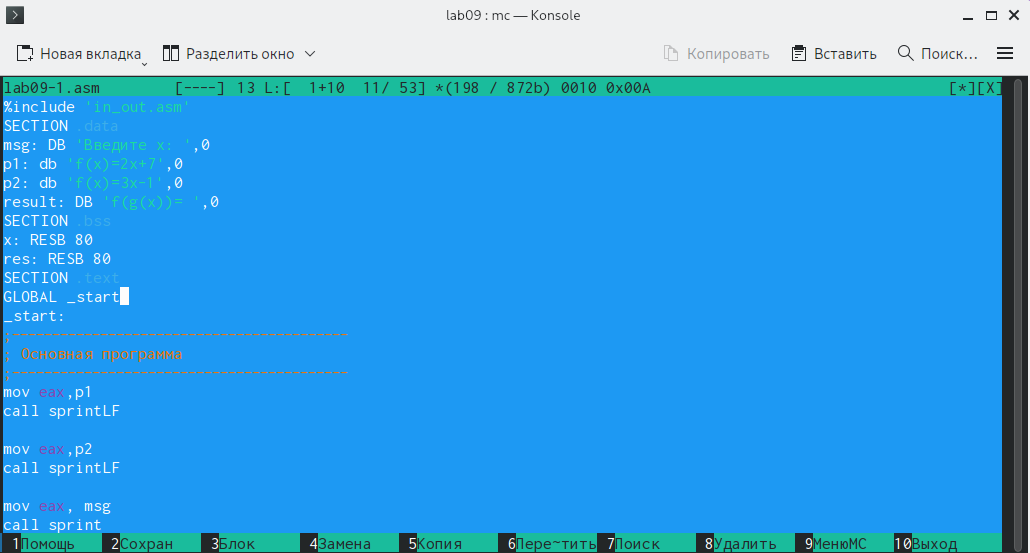 lab09 : mc — Konsole
Новая вкладка Разделить окно Копировать Вставить Поиск...
lab09-1.asm [----] 13 L:[ 1+10 11/ 53] *(198 / 872b) 0010 0x00A [*][X]
%include 'in_out.asm'
SECTION .data
msg: DB 'Введите x: ',0
p1: db 'f(x)=2x+7',0
p2: db 'f(x)=3x-1',0
result: DB 'f(g(x))= ',0
SECTION .bss
x: RESB 80
res: RESB 80
SECTION .text
GLOBAL _start
_start:
;--------------------------------------
; Основная программа
;--------------------------------------
mov eax,p1
call sprintLF
mov eax,p2
call sprintLF
mov eax, msg
call sprint
1Помощь 2Сохран 3Блок 4Замена 5Копия 6Пере~тить 7Поиск 8Удалить 9МенюMC 10Выход